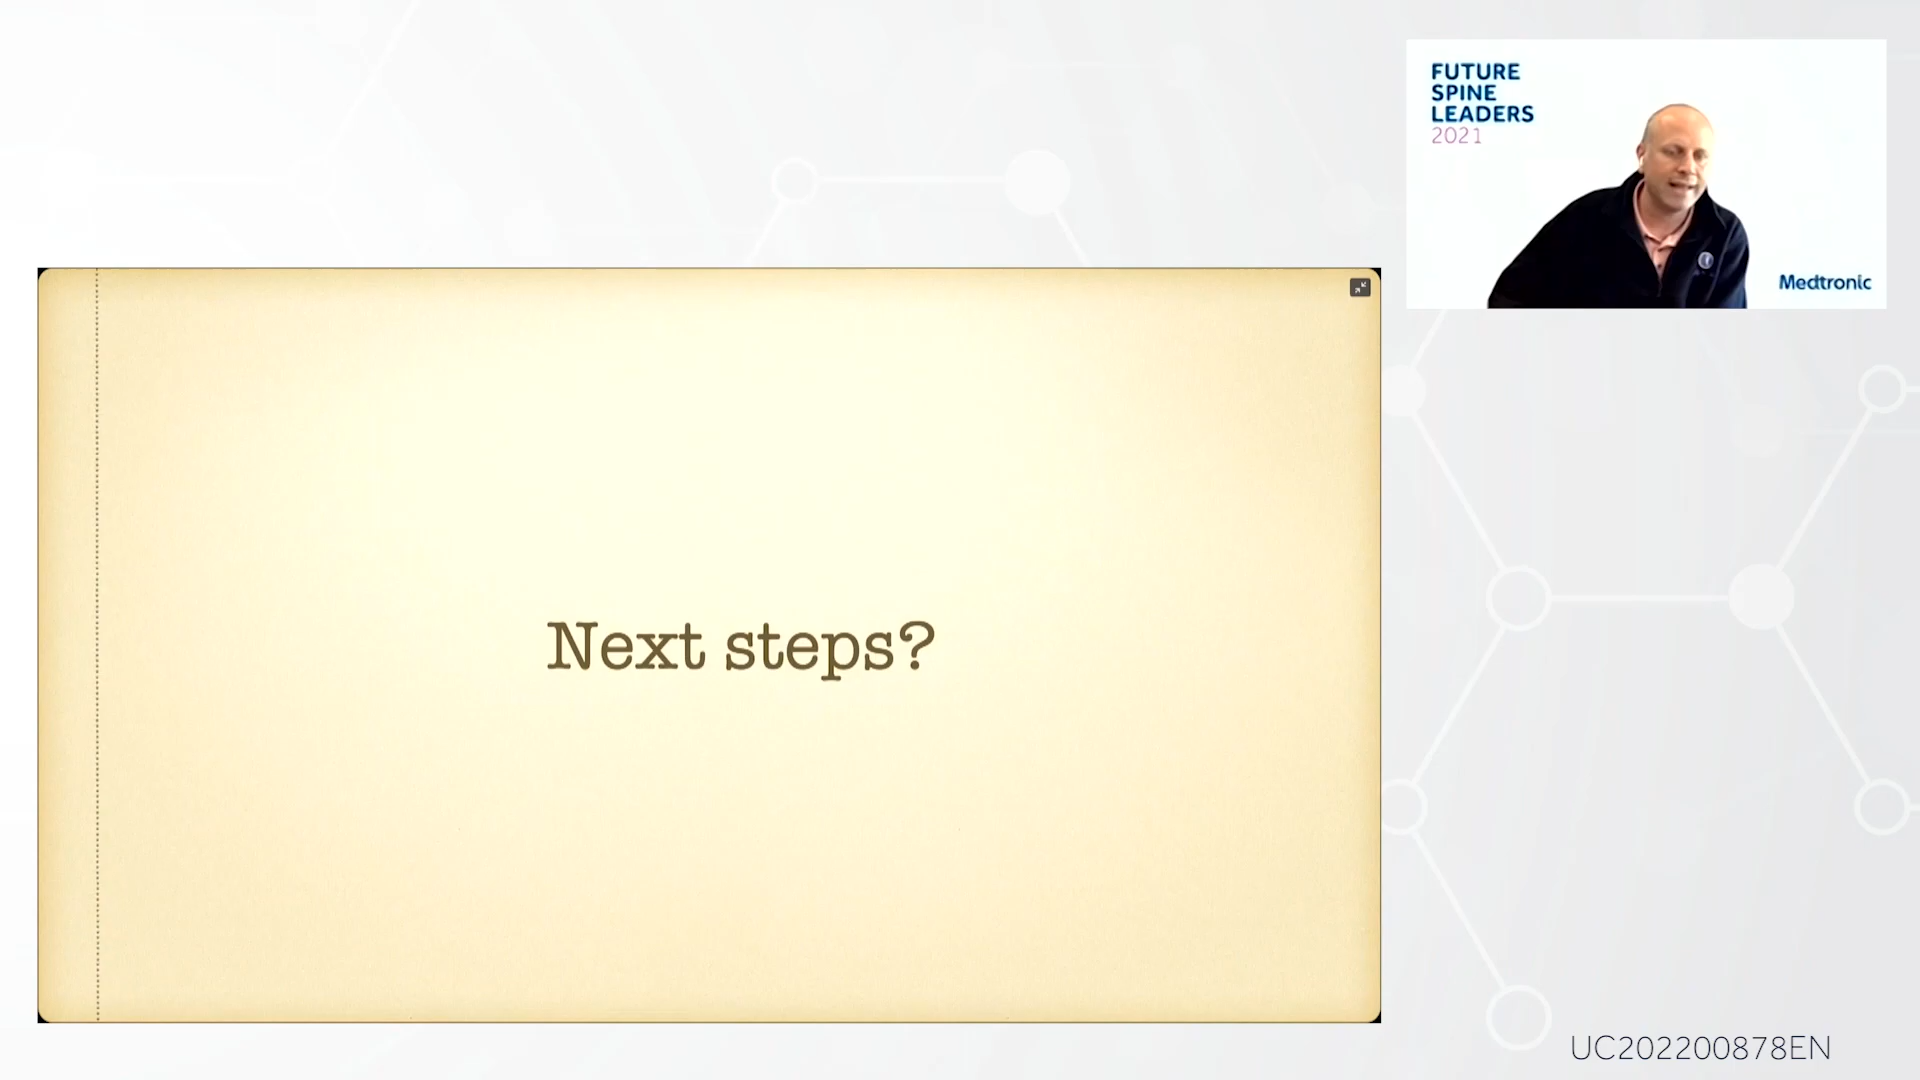 FUTURE
SPINE
LEADERS
2021
Medtronic
Next steps?
UC202200878EN